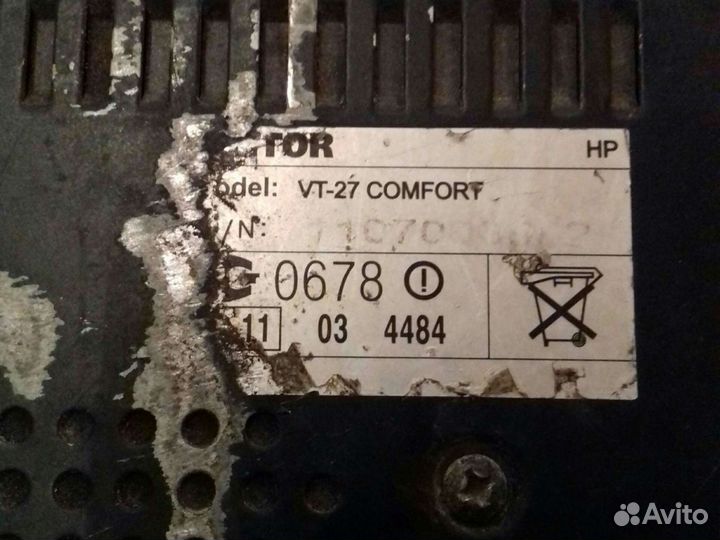 TOR HP
odel: VT-27 COMFORT
/N:
0678
11 03 4484
Avito